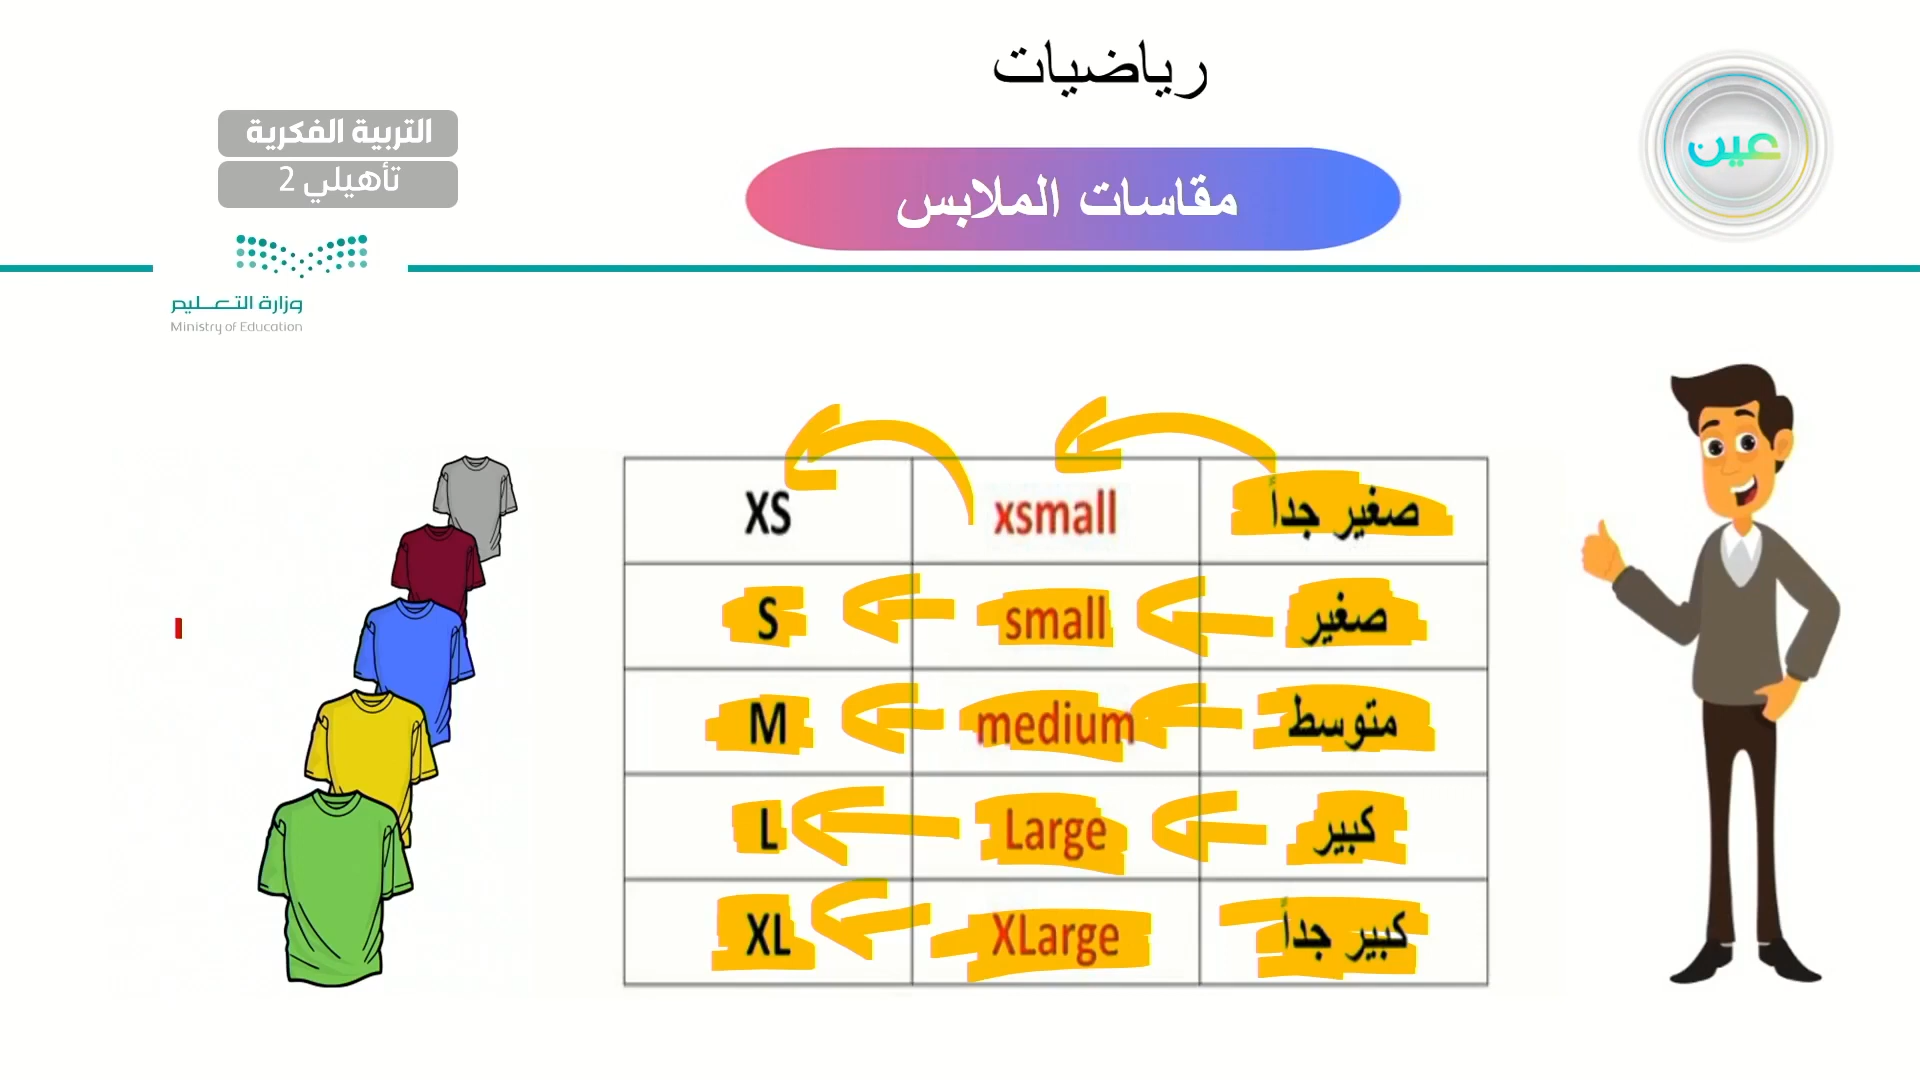 رياضيات
عين
التربية الفكرية
تأهيلي 2
مقاسات الملابس
وزارة التعليم
Ministry of Education
صغير جداً xsmall XS
صغير small S
متوسط medium M
كبير Large L
كبير جداً XLarge XL